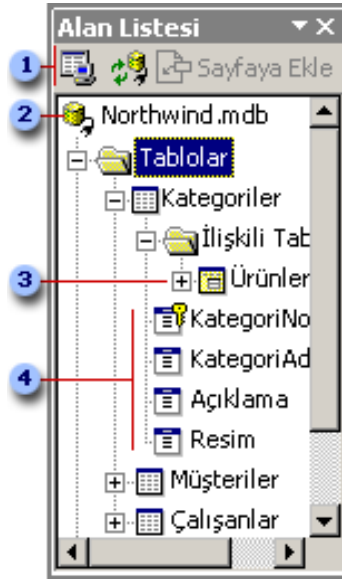 Alan Listesi
1 Sayfaya Ekle
2 Northwind.mdb
Tablolar
Kategoriler
İlişkili Tab
3 Ürünler
KategoriNo
4 KategoriAd
Açıklama
Resim
Müşteriler
Çalışanlar